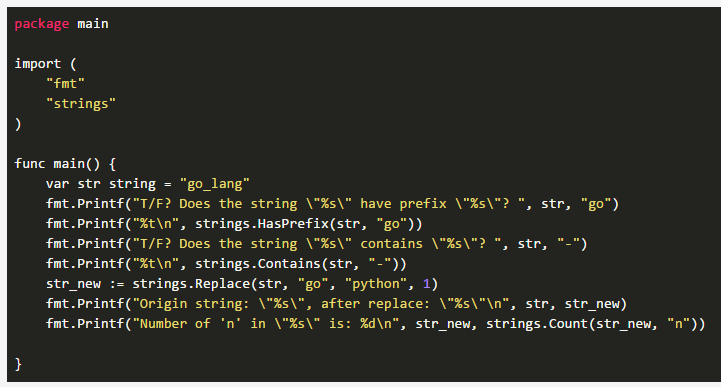 package main
import (
"fmt"
"strings"
)
func main() {
var str string = "go_lang"
fmt.Printf("T/F? Does the string \"%s\" have prefix \"%s\"? ", str, "go")
fmt.Printf("%t\n", strings.HasPrefix(str, "go"))
fmt.Printf("T/F? Does the string \"%s\" contains \"%s\"? ", str, "-")
fmt.Printf("%t\n", strings.Contains(str, "-"))
str_new := strings.Replace(str, "go", "python", 1)
fmt.Printf("Origin string: \"%s\", after replace: \"%s\"\n", str, str_new)
fmt.Printf("Number of 'n' in \"%s\" is: %d\n", str_new, strings.Count(str_new, "n"))
}